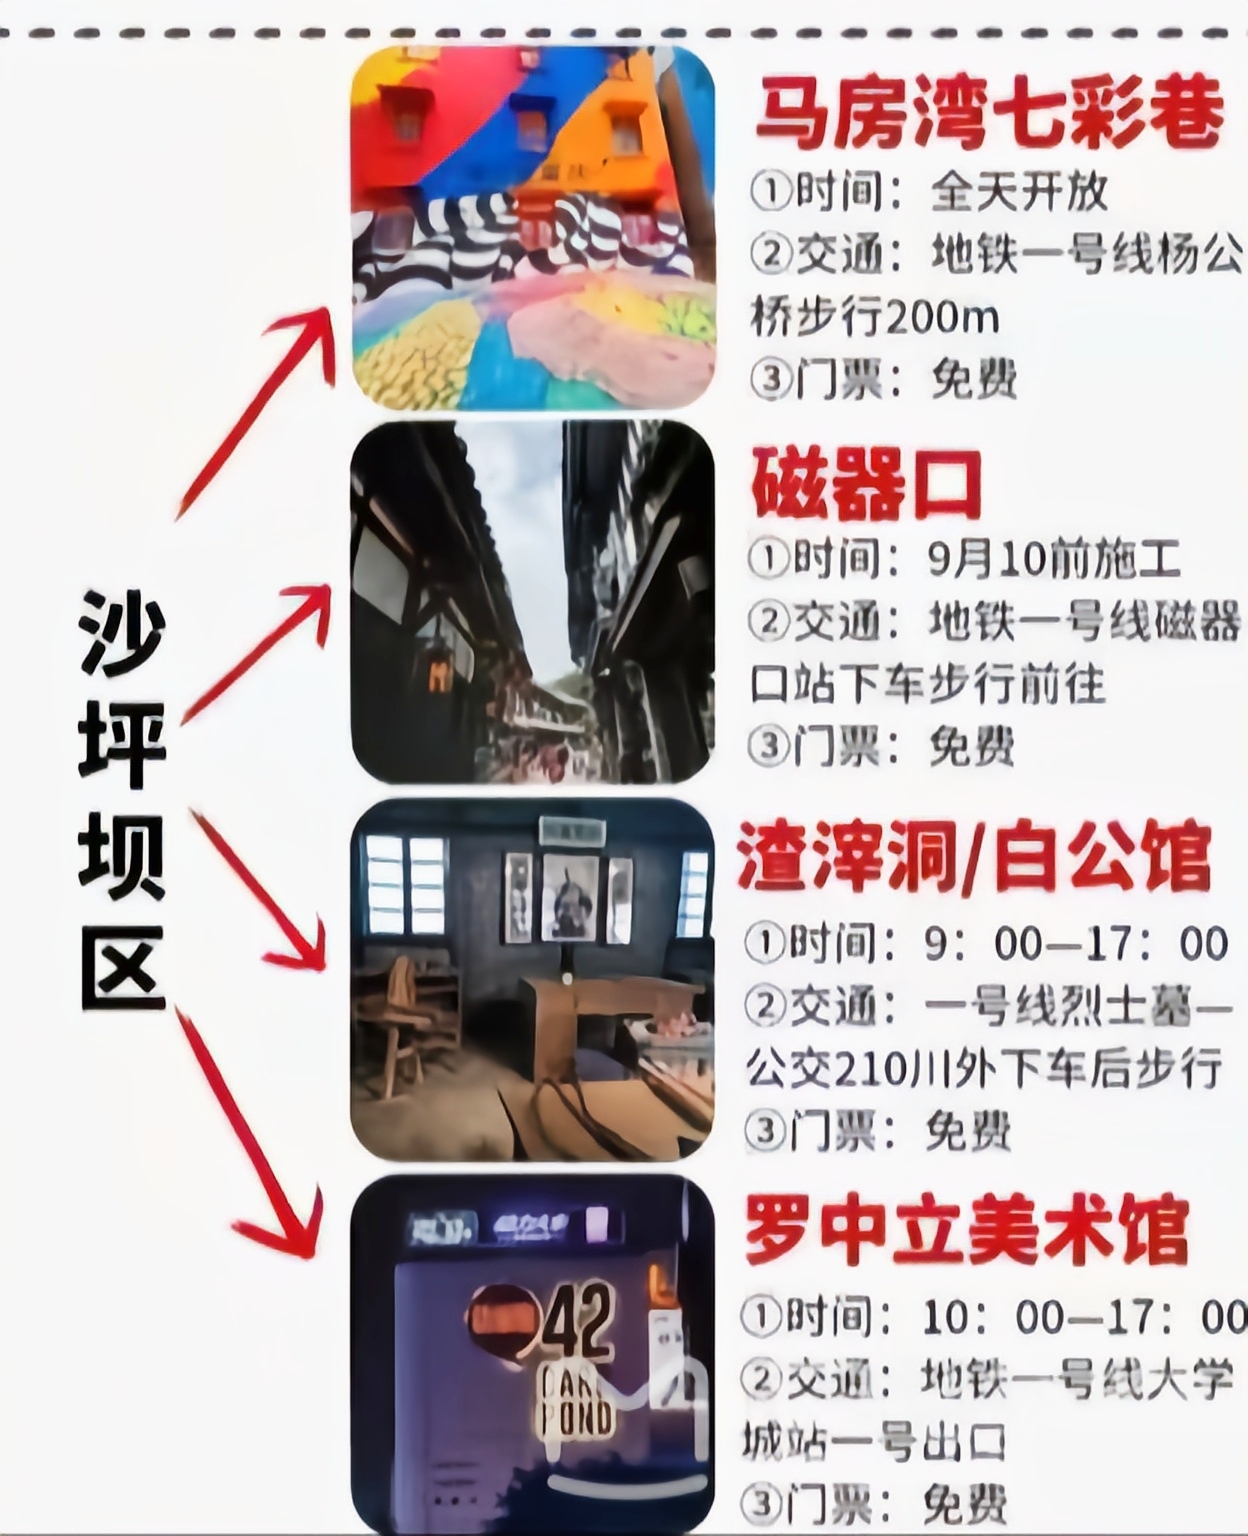 马房湾七彩巷
①时间：全天开放
②交通：地铁一号线杨公
桥步行200m
③门票：免费
磁器口
①时间：9月10前施工
②交通：地铁一号线磁器
口站下车步行前往
③门票：免费
沙坪坝区
渣滓洞/白公馆
①时间：9：00—17：00
②交通：一号线烈士墓—
公交210川外下车后步行
③门票：免费
罗中立美术馆
①时间：10：00—17：00
②交通：地铁一号线大学
城站一号出口
③门票：免费
42
POND